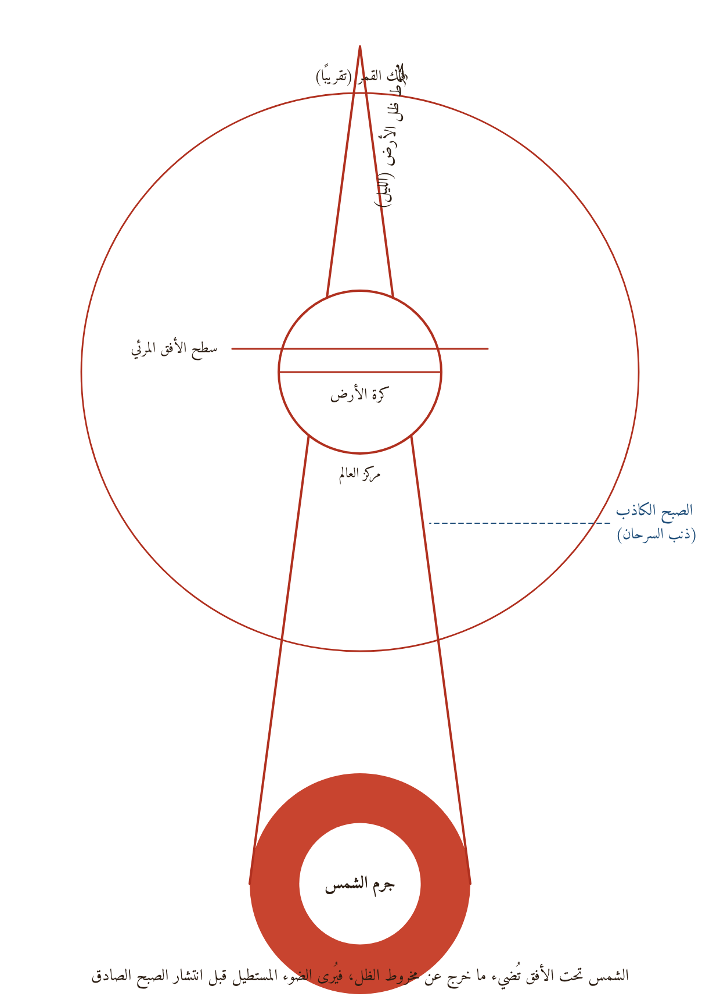 فلك القمر (تقريبًا)
مخروط ظل الأرض (الليل)
سطح الأفق المرئي
كرة الأرض
مركز العالم
الصبح الكاذب
(ذنب السرحان)
جرم الشمس
الشمس تحت الأفق تُضيء ما خرج عن مخروط الظل، فيُرى الضوء المستطيل قبل انتشار الصبح الصادق